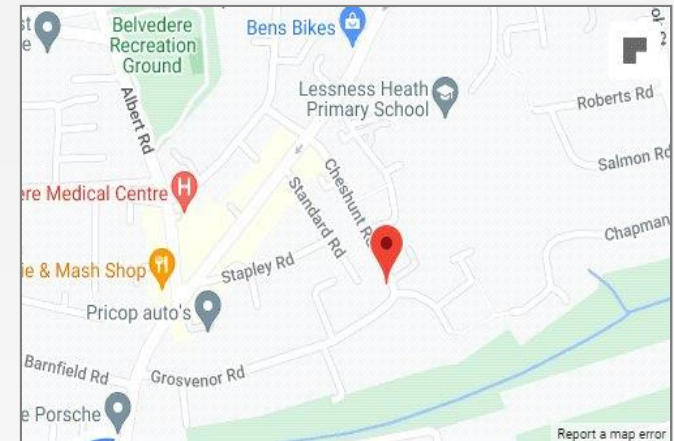 Belvedere
Recreation
Ground
Bens Bikes
Albert Rd
Lessness Heath
Primary School
Roberts Rd
Salmon Rd
ere Medical Centre
Cheshunt Rd
Standard Rd
Chapman
ie & Mash Shop
Stapley Rd
Pricop auto's
Barnfield Rd
Grosvenor Rd
e Porsche
Report a map error